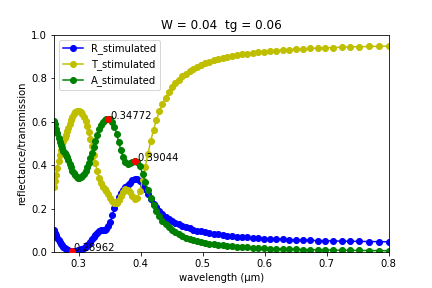 W = 0.04  tg = 0.06
reflectance/transmission
1.0
0.8
0.6
0.4
0.2
0.0
R_stimulated
T_stimulated
A_stimulated
0.34772
0.39044
0.3
0.4
0.5
0.6
0.7
0.8
wavelength (μm)